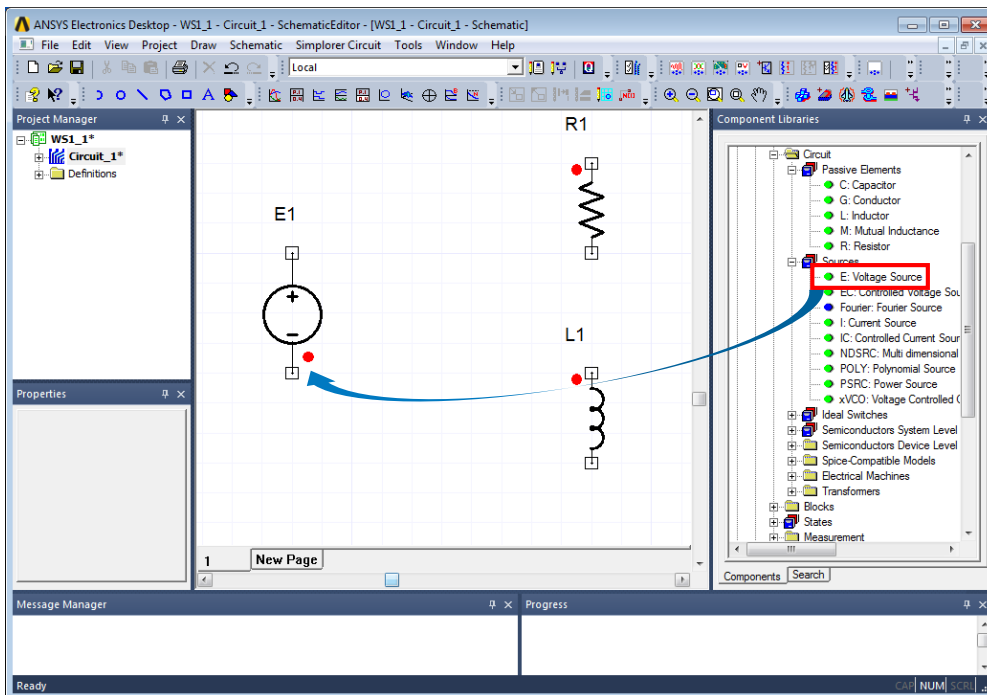 ANSYS Electronics Desktop - WS1_1 - Circuit_1 - SchematicEditor - [WS1_1 - Circuit_1 - Schematic]
File Edit View Project Draw Schematic Simplorer Circuit Tools Window Help
Local
Project Manager
WS1_1*
Circuit_1*
Definitions
Properties
R1
E1
L1
1 New Page
Component Libraries
Circuit
Passive Elements
C: Capacitor
G: Conductor
L: Inductor
M: Mutual Inductance
R: Resistor
Sources
E: Voltage Source
EC: Controlled Voltage Sou
Fourier: Fourier Source
I: Current Source
IC: Controlled Current Sour
NDSRC: Multi dimensional
POLY: Polynomial Source
PSRC: Power Source
xVCO: Voltage Controlled
Ideal Switches
Semiconductors System Level
Semiconductors Device Level
Spice-Compatible Models
Electrical Machines
Transformers
Blocks
States
Measurement
Components Search
Message Manager
Progress
Ready
CAP NUM SCRL